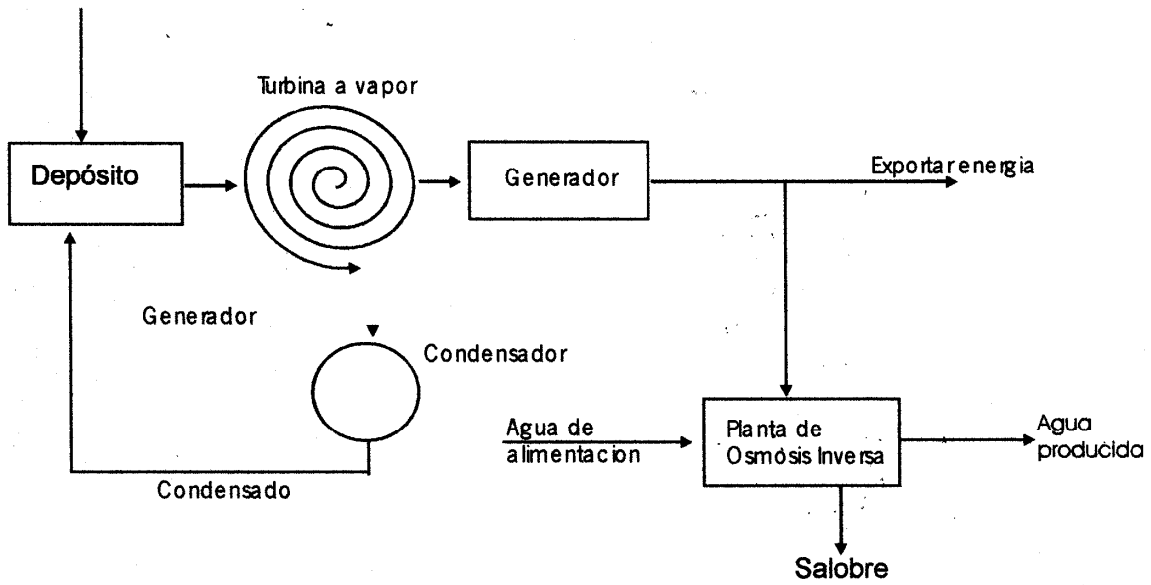 Turbina a vapor
Depósito
Generador
Exportar energia
Generador
Condensador
Agua de
alimentacion
Planta de
Osmósis Inversa
Agua
producida
Condensado
Salobre